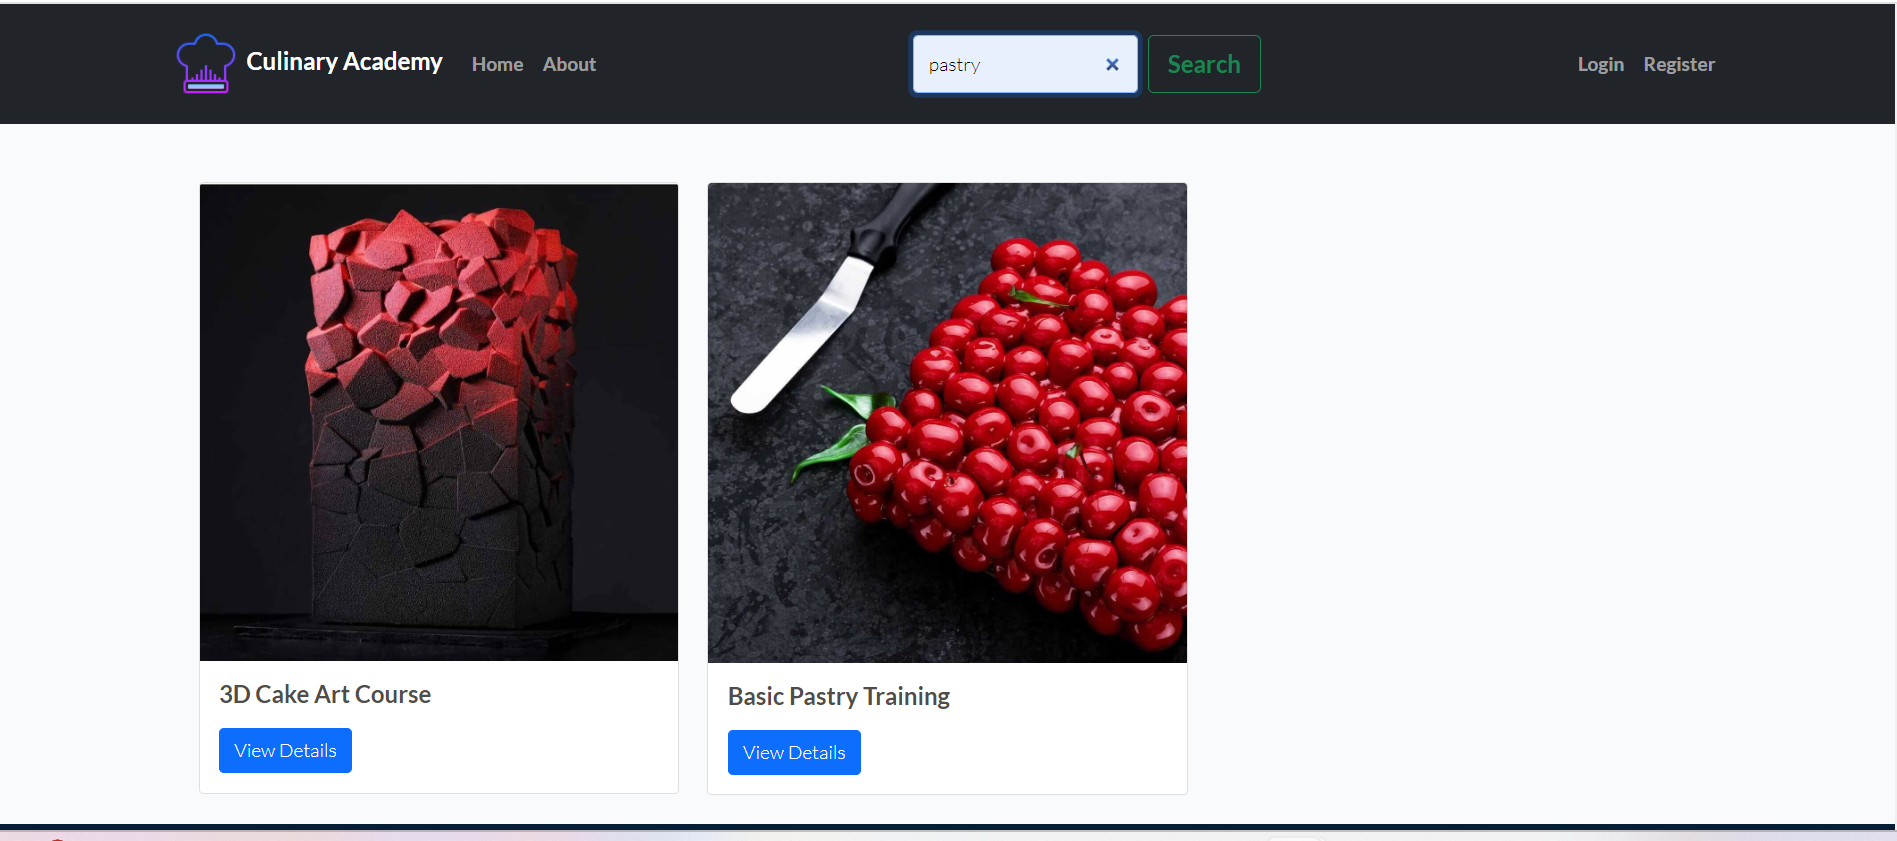 Culinary Academy
Home
About
pastry
Search
Login
Register
3D Cake Art Course
View Details
Basic Pastry Training
View Details